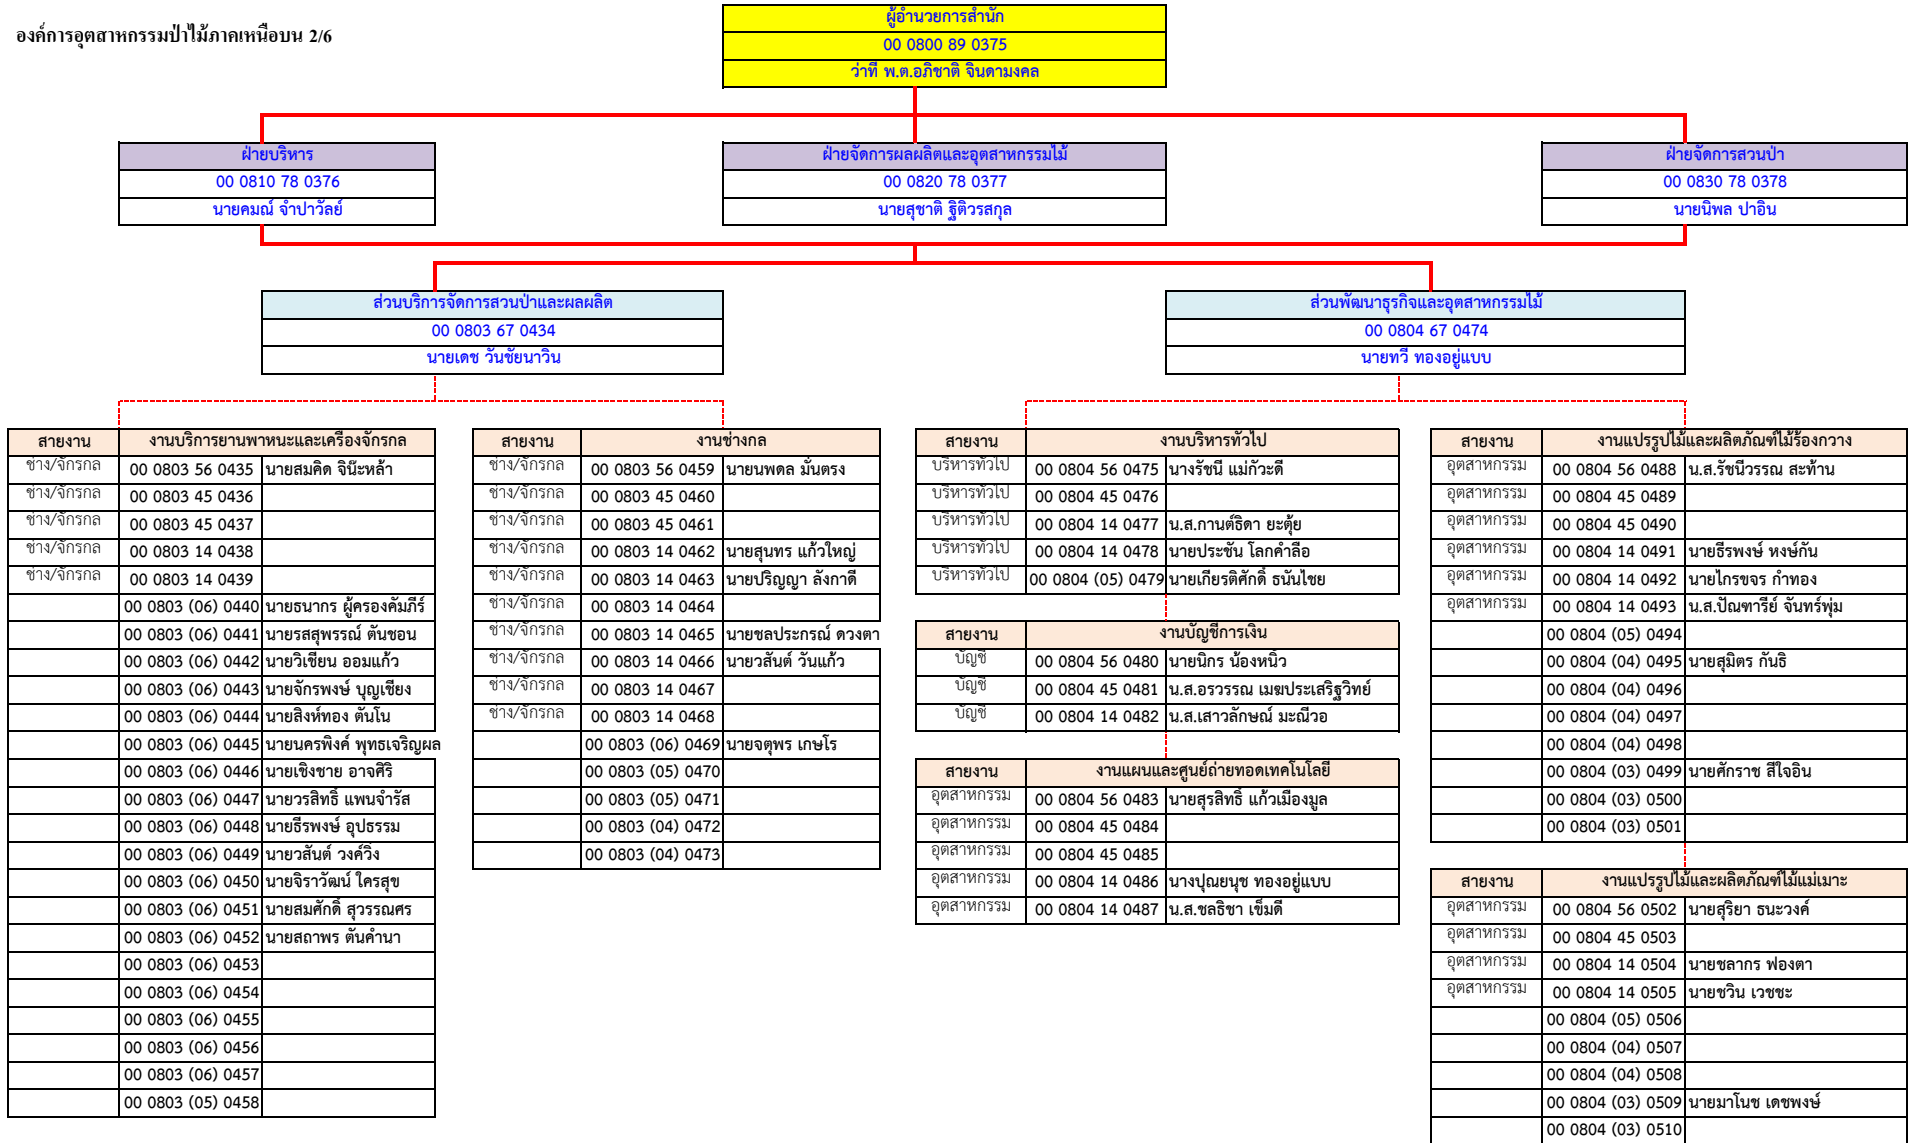 องค์การอุตสาหกรรมป่าไม้ภาคเหนือบน 2/6
ผู้อำนวยการสำนัก
00 0800 89 0375
ว่าที่ พ.ต.อภิชาติ จินดามงคล
ฝ่ายบริหาร
00 0810 78 0376
นายคมณ์ จำปาวัลย์
ฝ่ายจัดการผลผลิตและอุตสาหกรรมไม้
00 0820 78 0377
นายสุชาติ ฐิติวรสกุล
ฝ่ายจัดการสวนป่า
00 0830 78 0378
นายนิพล ปาอิน
ส่วนบริการจัดการสวนป่าและผลผลิต
00 0803 67 0434
นายเดช วันชัยนาวิน
ส่วนพัฒนาธุรกิจและอุตสาหกรรมไม้
00 0804 67 0474
นายทวี ทองอยู่แบบ
สายงาน งานบริการยานพาหนะและเครื่องจักรกล
ช่าง/จักรกล 00 0803 56 0435 นายสมคิด จินีะหล้า
ช่าง/จักรกล 00 0803 45 0436
ช่าง/จักรกล 00 0803 45 0437
ช่าง/จักรกล 00 0803 14 0438
ช่าง/จักรกล 00 0803 14 0439
00 0803 (06) 0440 นายธนากร ผู้ครองคัมภีร์
00 0803 (06) 0441 นายรสสุพรรณ์ ตันชอน
00 0803 (06) 0442 นายวิเชียน ออมแก้ว
00 0803 (06) 0443 นายจักรพงษ์ บุญเชียง
00 0803 (06) 0444 นายสิงห์ทอง ตันโน
00 0803 (06) 0445 นายนครพิงค์ พุทธเจริญผล
00 0803 (06) 0446 นายเชิงชาย อาจศิริ
00 0803 (06) 0447 นายวรสิทธิ์ แพนจำรัส
00 0803 (06) 0448 นายธีรพงษ์ อุปธรรม
00 0803 (06) 0449 นายวสันต์ วงค์วิ่ง
00 0803 (06) 0450 นายจิราวัฒน์ ใครสุข
00 0803 (06) 0451 นายสมศักดิ์ สุวรรณศร
00 0803 (06) 0452 นายสถาพร ตันคำนา
00 0803 (06) 0453
00 0803 (06) 0454
00 0803 (06) 0455
00 0803 (06) 0456
00 0803 (06) 0457
00 0803 (05) 0458
สายงาน งานช่างกล
ช่าง/จักรกล 00 0803 56 0459 นายนพดล มั่นตรง
ช่าง/จักรกล 00 0803 45 0460
ช่าง/จักรกล 00 0803 45 0461
ช่าง/จักรกล 00 0803 14 0462 นายสุนทร แก้วใหญ่
ช่าง/จักรกล 00 0803 14 0463 นายปริญญา ลังกาดี
ช่าง/จักรกล 00 0803 14 0464
ช่าง/จักรกล 00 0803 14 0465 นายชลประกรณ์ ดวงตา
ช่าง/จักรกล 00 0803 14 0466 นายวสันต์ วันแก้ว
ช่าง/จักรกล 00 0803 14 0467
ช่าง/จักรกล 00 0803 14 0468
00 0803 (06) 0469 นายจตุพร เกษโร
00 0803 (05) 0470
00 0803 (05) 0471
00 0803 (04) 0472
00 0803 (04) 0473
สายงาน งานบริหารทั่วไป
บริหารทั่วไป 00 0804 56 0475 นางรัชนี แม่กัวะดี
บริหารทั่วไป 00 0804 45 0476
บริหารทั่วไป 00 0804 14 0477 น.ส.กานต์ธิดา ยะตุ้ย
บริหารทั่วไป 00 0804 14 0478 นายประชัน โลกคำลือ
บริหารทั่วไป 00 0804 (05) 0479 นายเกียรติศักดิ์ ธนันไชย
สายงาน งานบัญชีการเงิน
บัญชี 00 0804 56 0480 นายนิกร น้องหนิ้ว
บัญชี 00 0804 45 0481 น.ส.อรวรรณ เมฆประเสริฐวิทย์
บัญชี 00 0804 14 0482 น.ส.เสาวลักษณ์ มะณีวอ
สายงาน งานแผนและศูนย์ถ่ายทอดเทคโนโลยี
อุตสาหกรรม 00 0804 56 0483 นายสุรสิทธิ์ แก้วเมืองมูล
อุตสาหกรรม 00 0804 45 0484
อุตสาหกรรม 00 0804 45 0485
อุตสาหกรรม 00 0804 14 0486 นางปุณยนุช ทองอยู่แบบ
อุตสาหกรรม 00 0804 14 0487 น.ส.ชลธิชา เข็มดี
สายงาน งานแปรรูปไม้และผลิตภัณฑ์ไม้ร้องกวาง
อุตสาหกรรม 00 0804 56 0488 น.ส.รัชนีวรรณ สะท้าน
อุตสาหกรรม 00 0804 45 0489
อุตสาหกรรม 00 0804 45 0490
อุตสาหกรรม 00 0804 14 0491 นายธีรพงษ์ หงษ์กัน
อุตสาหกรรม 00 0804 14 0492 นายไกรขจร กำทอง
อุตสาหกรรม 00 0804 14 0493 น.ส.ปัณฑารีย์ จันทร์พุ่ม
00 0804 (05) 0494
00 0804 (04) 0495 นายสุมิตร กันธิ
00 0804 (04) 0496
00 0804 (04) 0497
00 0804 (04) 0498
00 0804 (03) 0499 นายศักราช สีใจอิน
00 0804 (03) 0500
00 0804 (03) 0501
สายงาน งานแปรรูปไม้และผลิตภัณฑ์ไม้แม่เมาะ
อุตสาหกรรม 00 0804 56 0502 นายสุริยา ธนะวงค์
อุตสาหกรรม 00 0804 45 0503
อุตสาหกรรม 00 0804 14 0504 นายชลากร ฟองตา
อุตสาหกรรม 00 0804 14 0505 นายชวิน เวชชะ
00 0804 (05) 0506
00 0804 (04) 0507
00 0804 (04) 0508
00 0804 (03) 0509 นายมาโนช เดชพงษ์
00 0804 (03) 0510